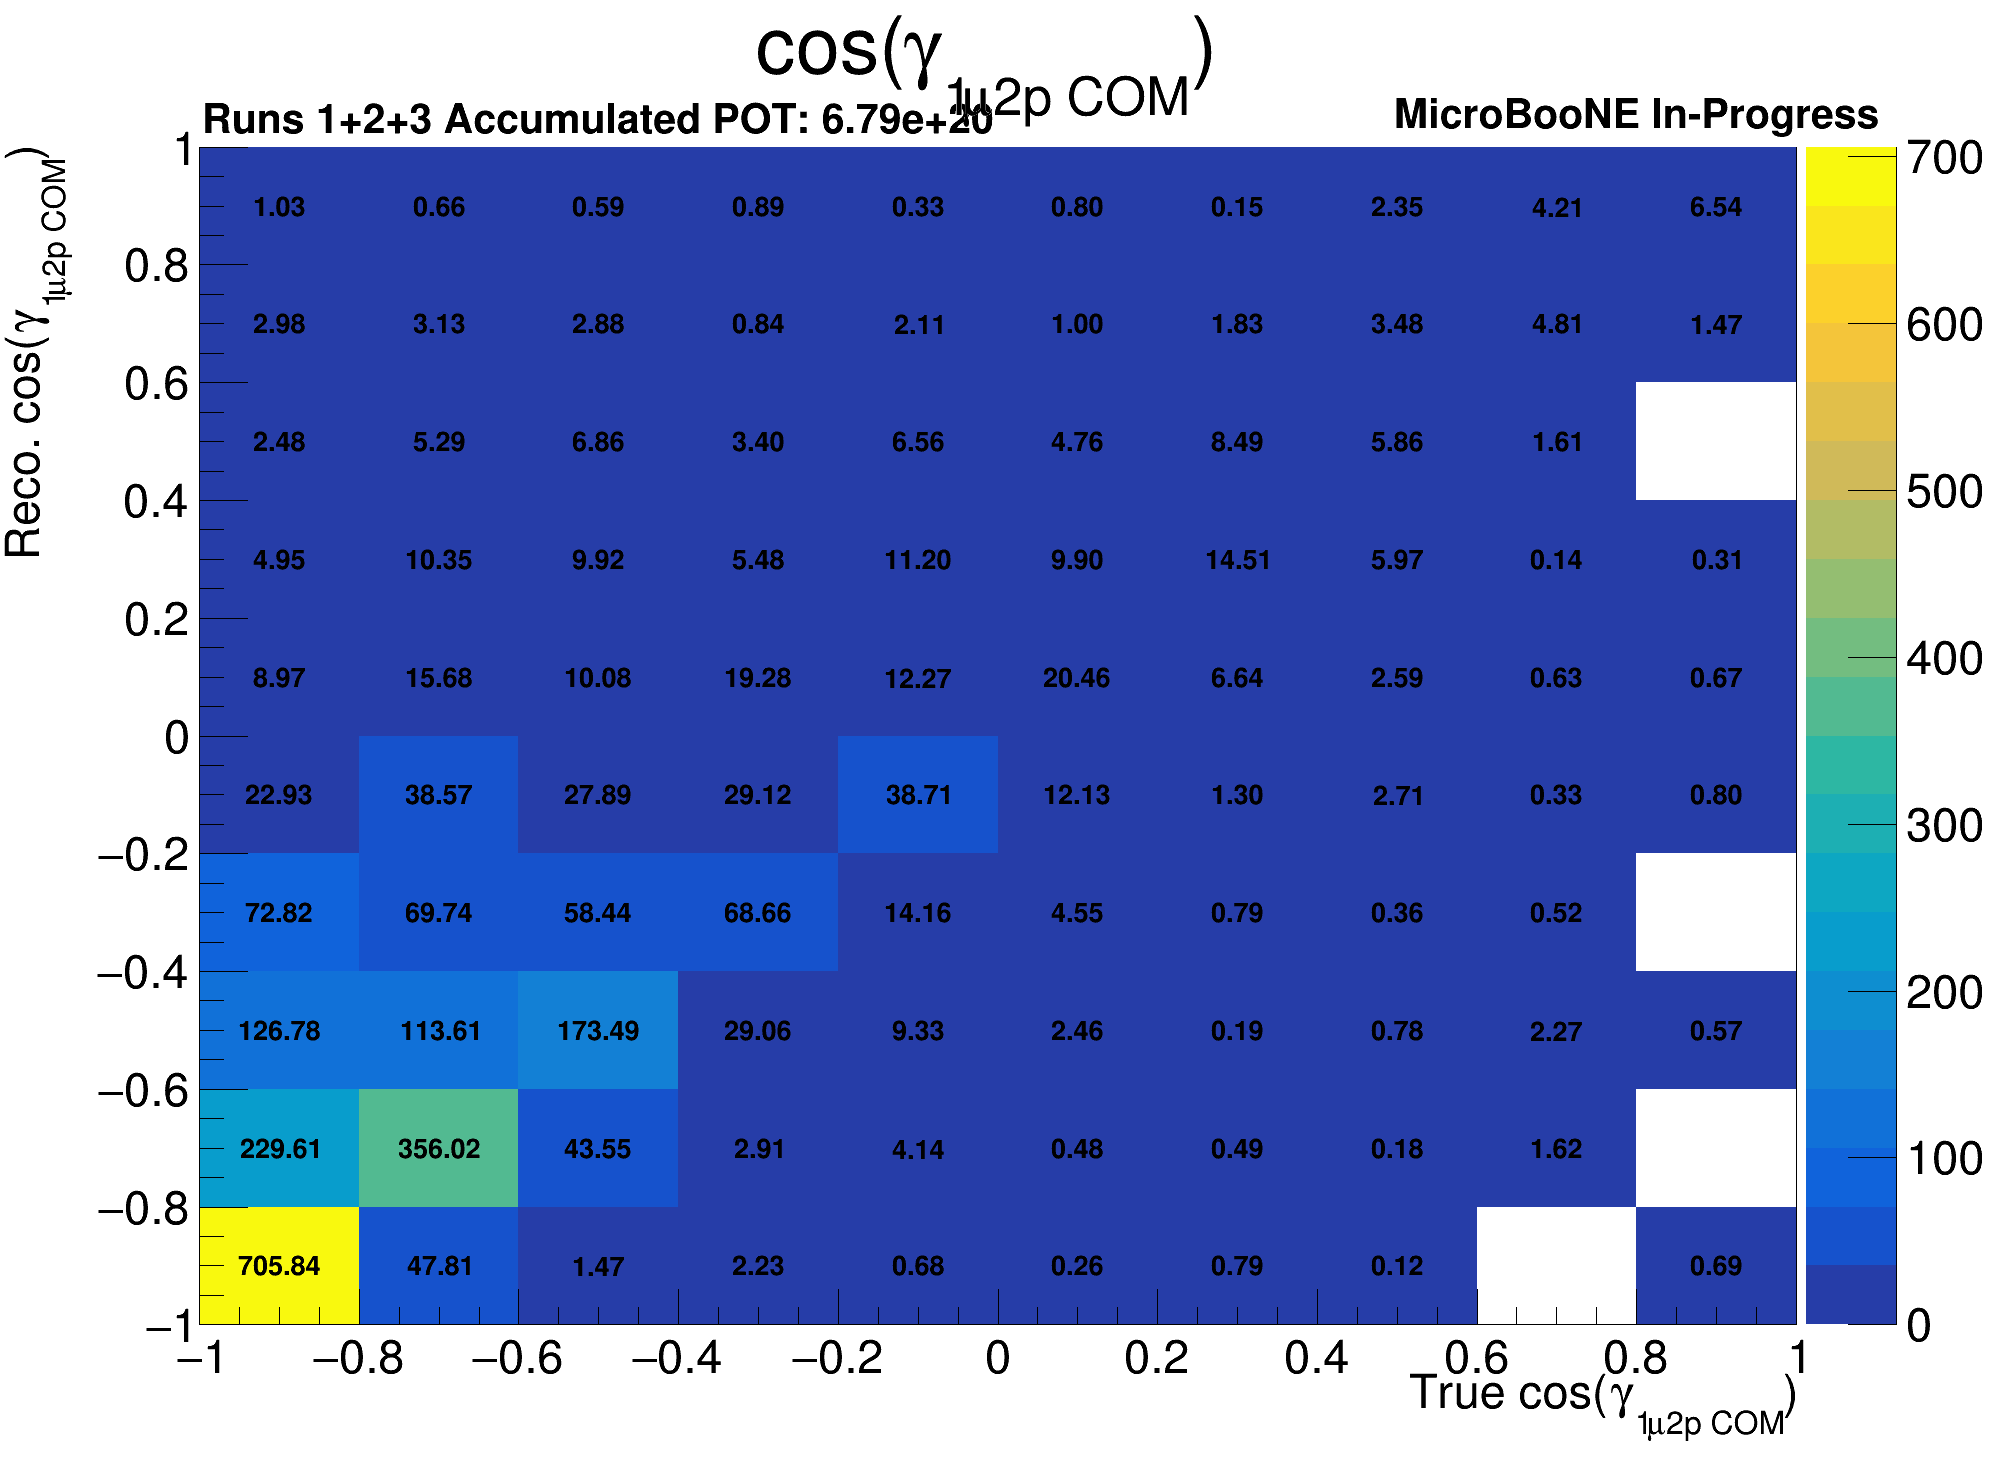 cos(γ1μ2p COM)
Runs 1+2+3 Accumulated POT: 6.79e+20
MicroBooNE In-Progress
Reco. cos(γ1μ2p COM)
1
1.03 0.66 0.59 0.89 0.33 0.80 0.15 2.35 4.21 6.54
0.8
2.98 3.13 2.88 0.84 2.11 1.00 1.83 3.48 4.81 1.47
0.6
2.48 5.29 6.86 3.40 6.56 4.76 8.49 5.86 1.61
0.4
4.95 10.35 9.92 5.48 11.20 9.90 14.51 5.97 0.14 0.31
0.2
8.97 15.68 10.08 19.28 12.27 20.46 6.64 2.59 0.63 0.67
0
22.93 38.57 27.89 29.12 38.71 12.13 1.30 2.71 0.33 0.80
−0.2
72.82 69.74 58.44 68.66 14.16 4.55 0.79 0.36 0.52
−0.4
126.78 113.61 173.49 29.06 9.33 2.46 0.19 0.78 2.27 0.57
−0.6
229.61 356.02 43.55 2.91 4.14 0.48 0.49 0.18 1.62
−0.8
705.84 47.81 1.47 2.23 0.68 0.26 0.79 0.12 0.69
−1
−1 −0.8 −0.6 −0.4 −0.2 0 0.2 0.4 0.6 0.8 1
True cos(γ1μ2p COM)
700
600
500
400
300
200
100
0